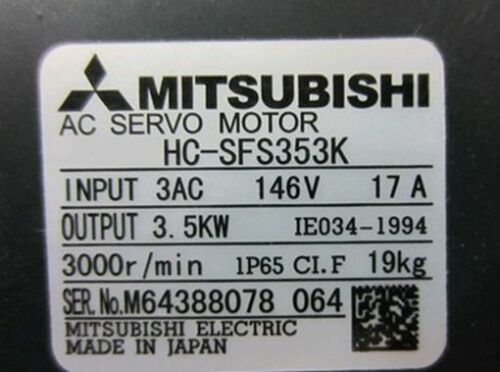 MITSUBISHI
AC SERVO MOTOR
HC-SFS353K
INPUT 3AC 146V 17A
OUTPUT 3.5KW IE034-1994
3000r/min IP65 CI.F 19kg
SER.No.M64388078 064
MITSUBISHI ELECTRIC
MADE IN JAPAN